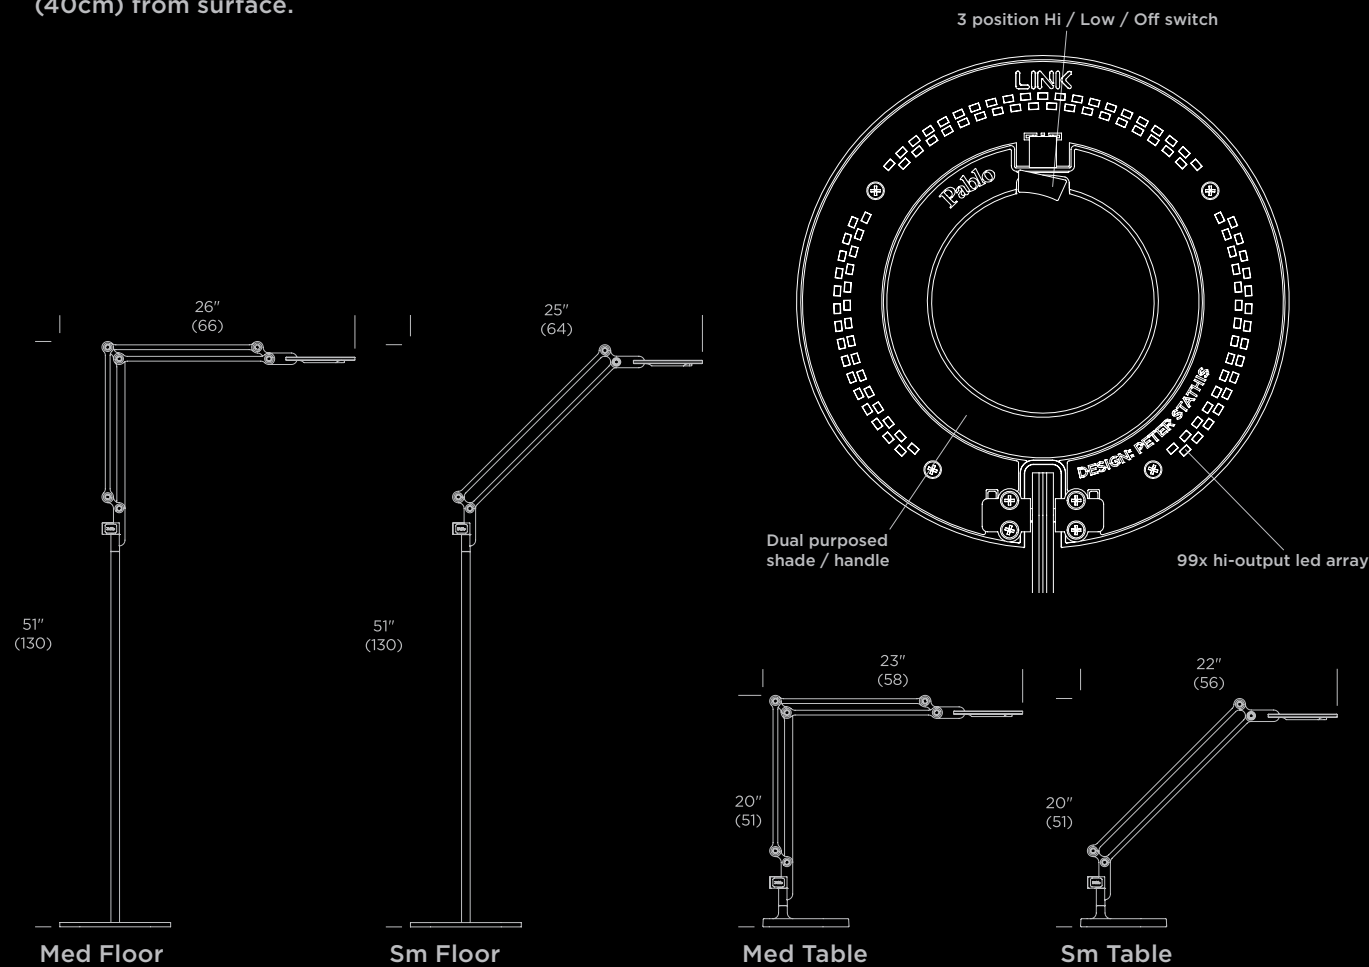 (40cm) from surface.
3 position Hi / Low / Off switch
LINK
Pablo
DESIGN: PETER STATHIS
Dual purposed
shade / handle
99x hi-output led array
26"
(66)
25"
(64)
51"
(130)
51"
(130)
23"
(58)
22"
(56)
20"
(51)
20"
(51)
Med Floor
Sm Floor
Med Table
Sm Table